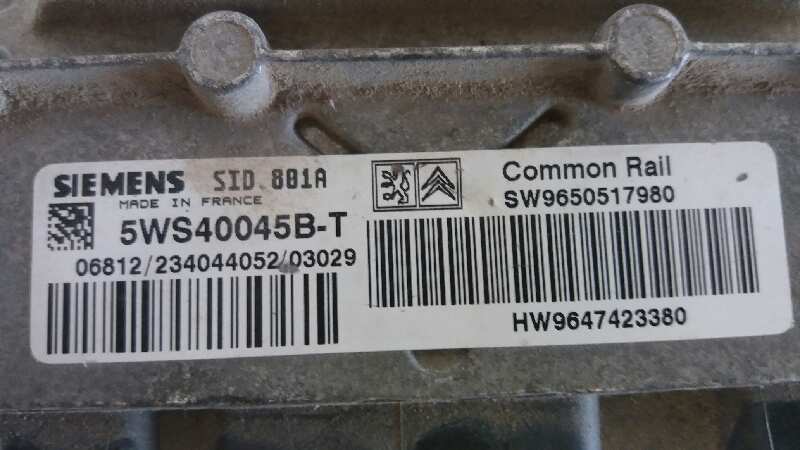 SIEMENS SID 801A
MADE IN FRANCE
5WS40045B-T
06812/234044052/03029
Common Rail
SW9650517980
HW9647423380